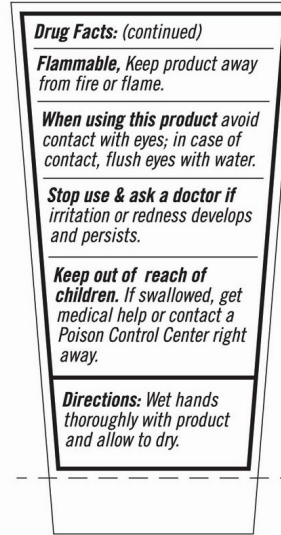 Drug Facts: (continued)
Flammable, Keep product away
from fire or flame.
When using this product avoid
contact with eyes; in case of
contact, flush eyes with water.
Stop use & ask a doctor if
irritation or redness develops
and persists.
Keep out of reach of
children. If swallowed, get
medical help or contact a
Poison Control Center right
away.
Directions: Wet hands
thoroughly with product
and allow to dry.